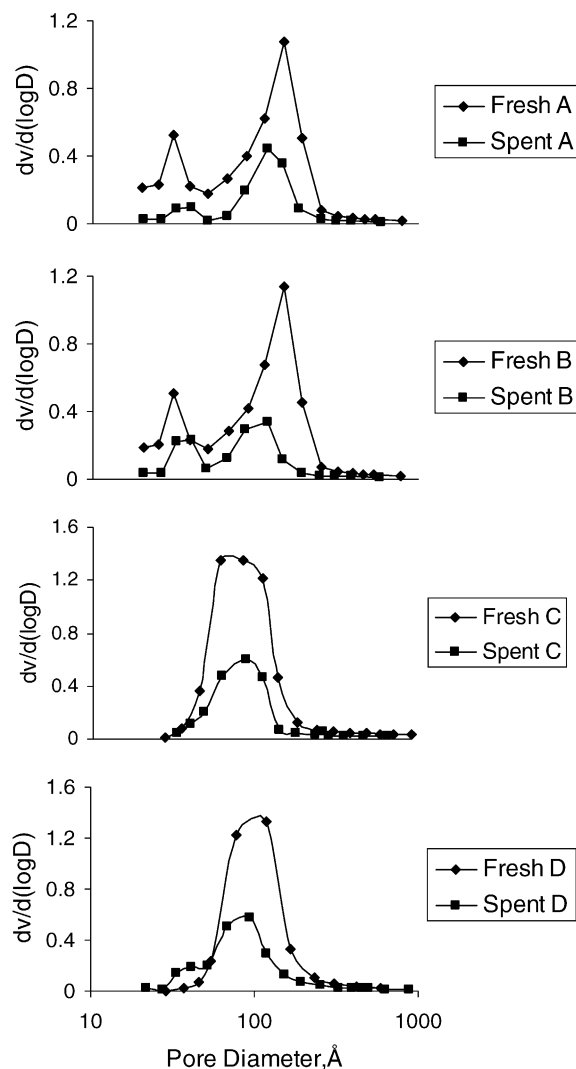 1.2
0.8
0.4
0
dv/d(logD)
Fresh A
Spent A
1.2
0.8
0.4
0
dv/d(logD)
Fresh B
Spent B
1.6
1.2
0.8
0.4
0
dv/d(logD)
Fresh C
Spent C
1.6
1.2
0.8
0.4
0
dv/d(logD)
Fresh D
Spent D
10 100 1000
Pore Diameter,Å